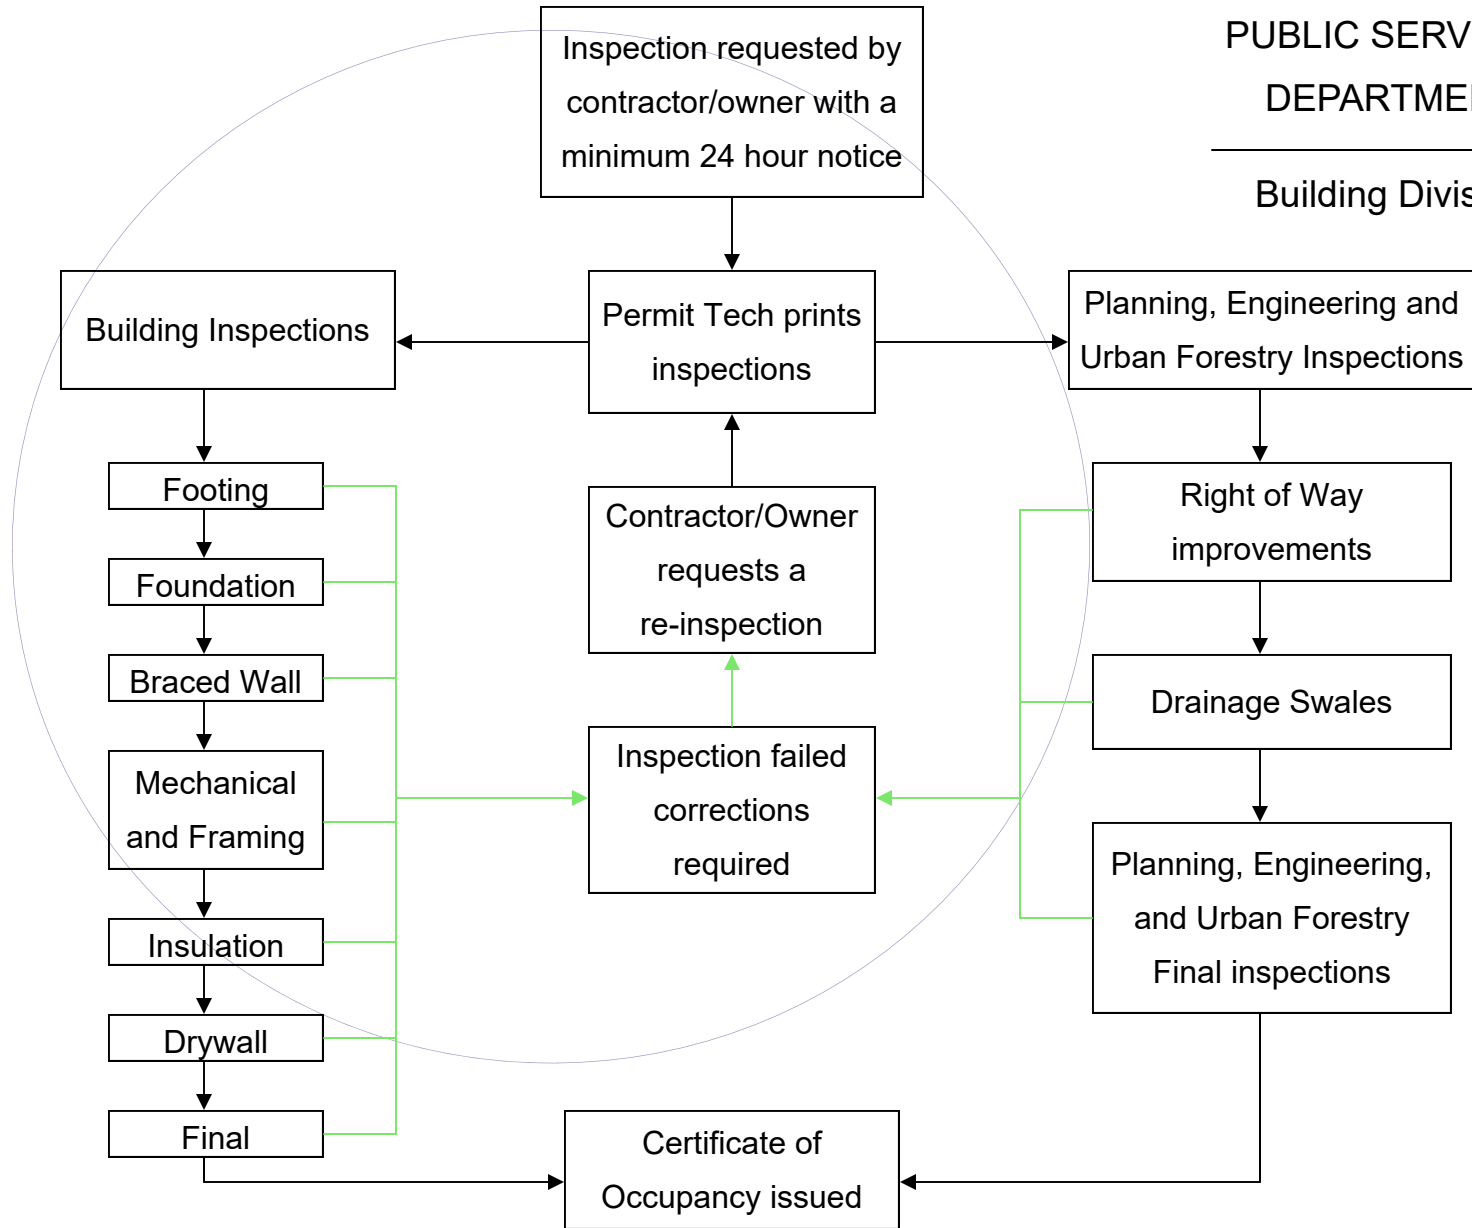 Inspection requested by
contractor/owner with a
minimum 24 hour notice
PUBLIC SERV
DEPARTME
Building Divis
Building Inspections
Permit Tech prints
inspections
Planning, Engineering and
Urban Forestry Inspections
Footing
Foundation
Braced Wall
Mechanical
and Framing
Insulation
Drywall
Final
Contractor/Owner
requests a
re-inspection
Inspection failed
corrections
required
Right of Way
improvements
Drainage Swales
Planning, Engineering,
and Urban Forestry
Final inspections
Certificate of
Occupancy issued